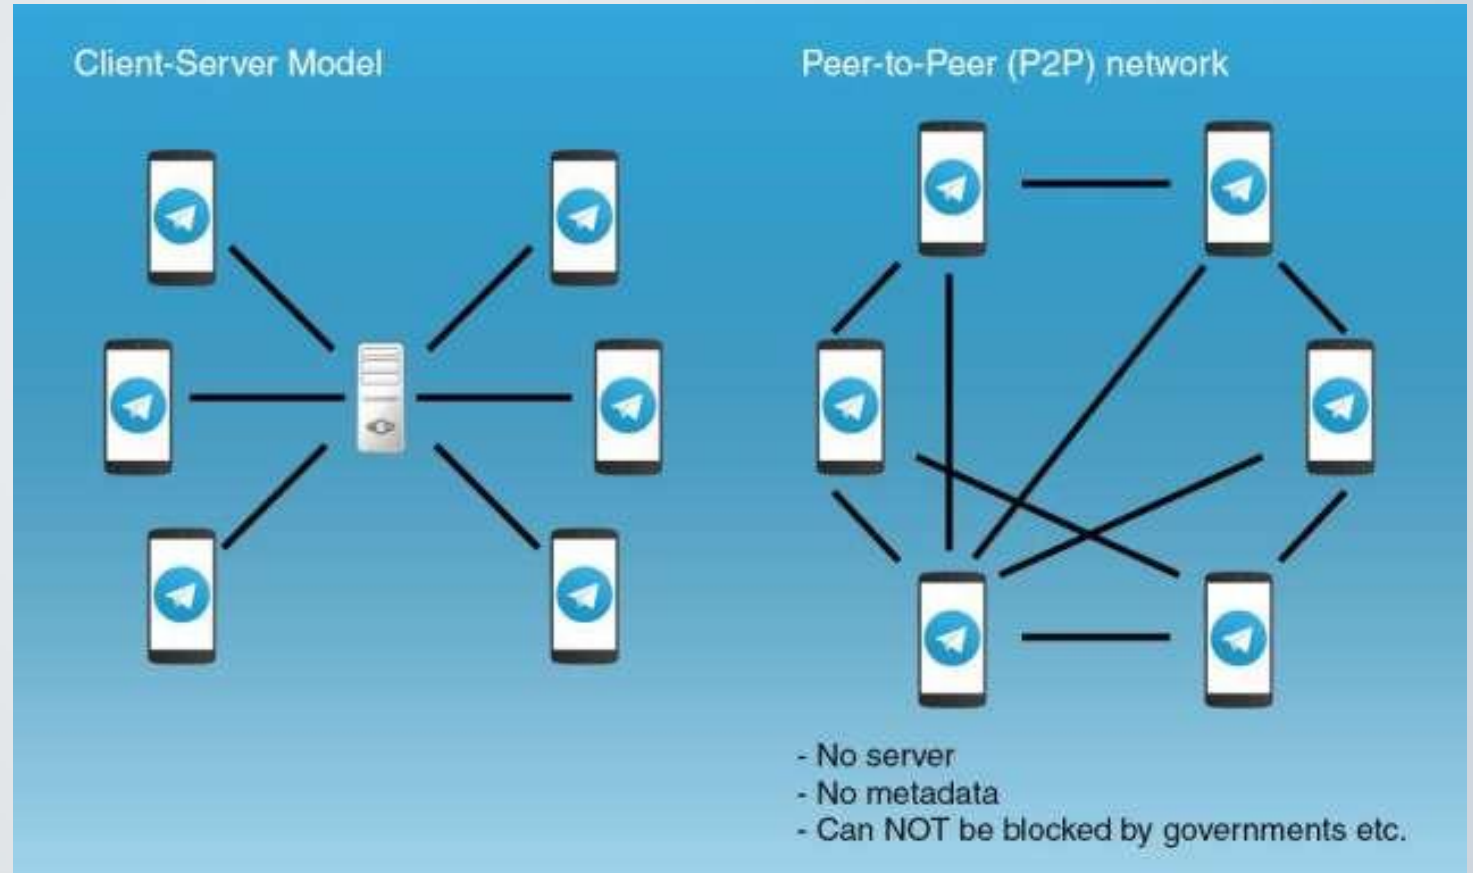 Client-Server Model
Peer-to-Peer (P2P) network
- No server
- No metadata
- Can NOT be blocked by governments etc.